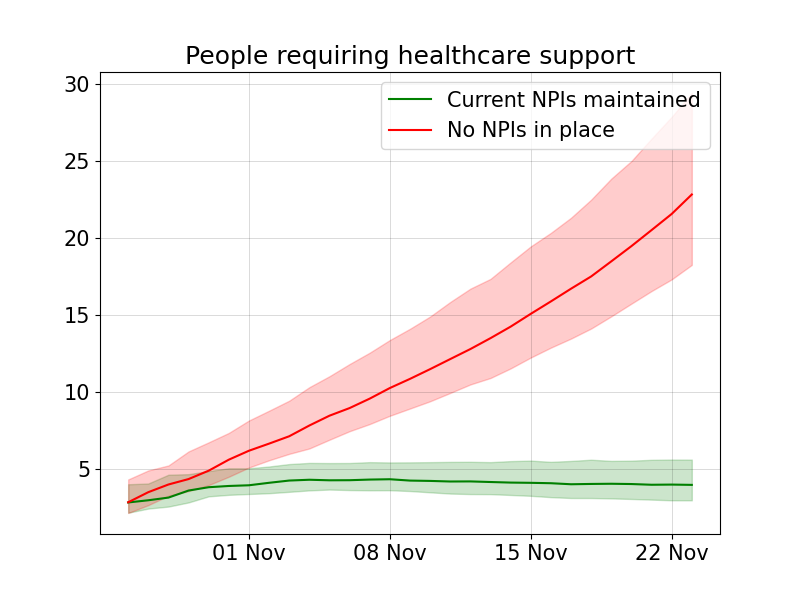 People requiring healthcare support
Current NPIs maintained
No NPIs in place
30
25
20
15
10
5
01 Nov
08 Nov
15 Nov
22 Nov